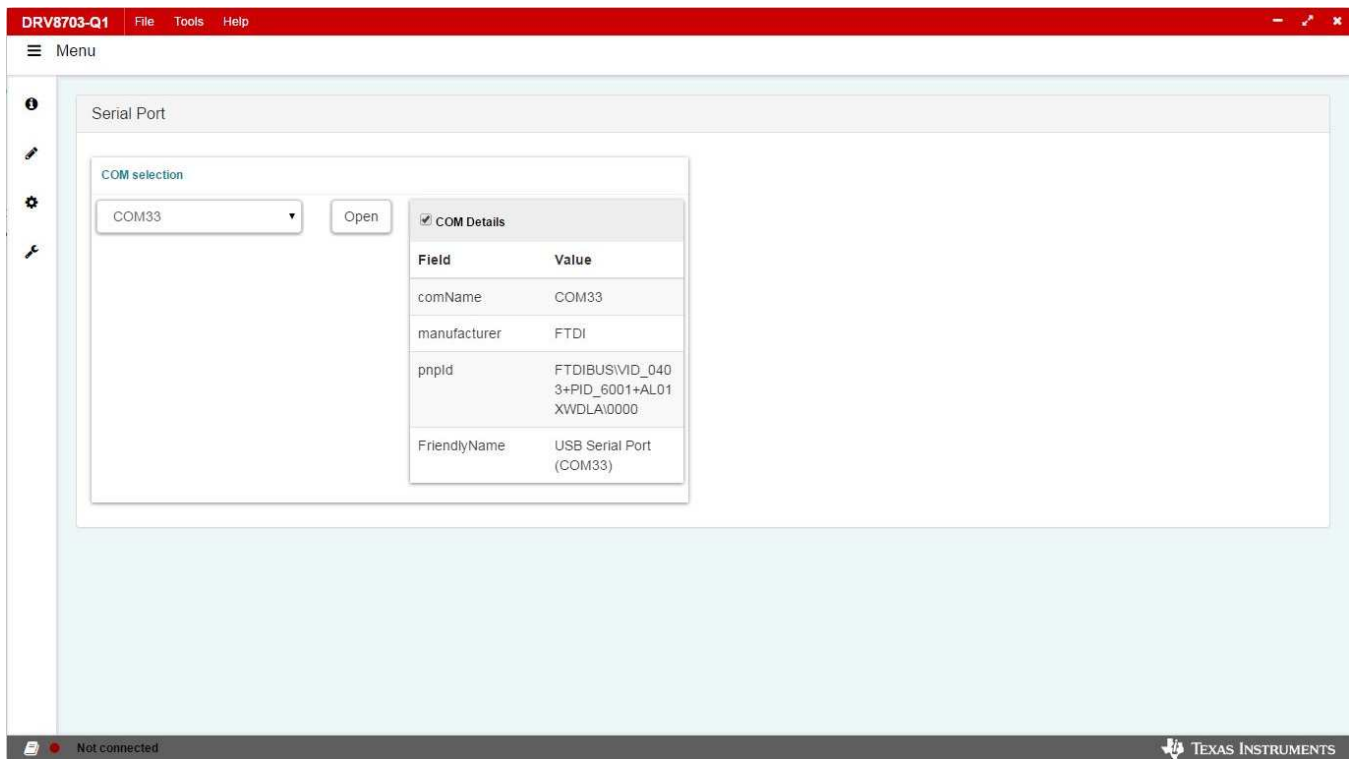 DRV8703-Q1 File Tools Help
Menu
Serial Port
COM selection
COM33 Open
COM Details
Field Value
comName COM33
manufacturer FTDI
pnpId FTDIBUS\VID_040
3+PID_6001+AL01
XWDLA\0000
FriendlyName USB Serial Port
(COM33)
Not connected
TEXAS INSTRUMENTS